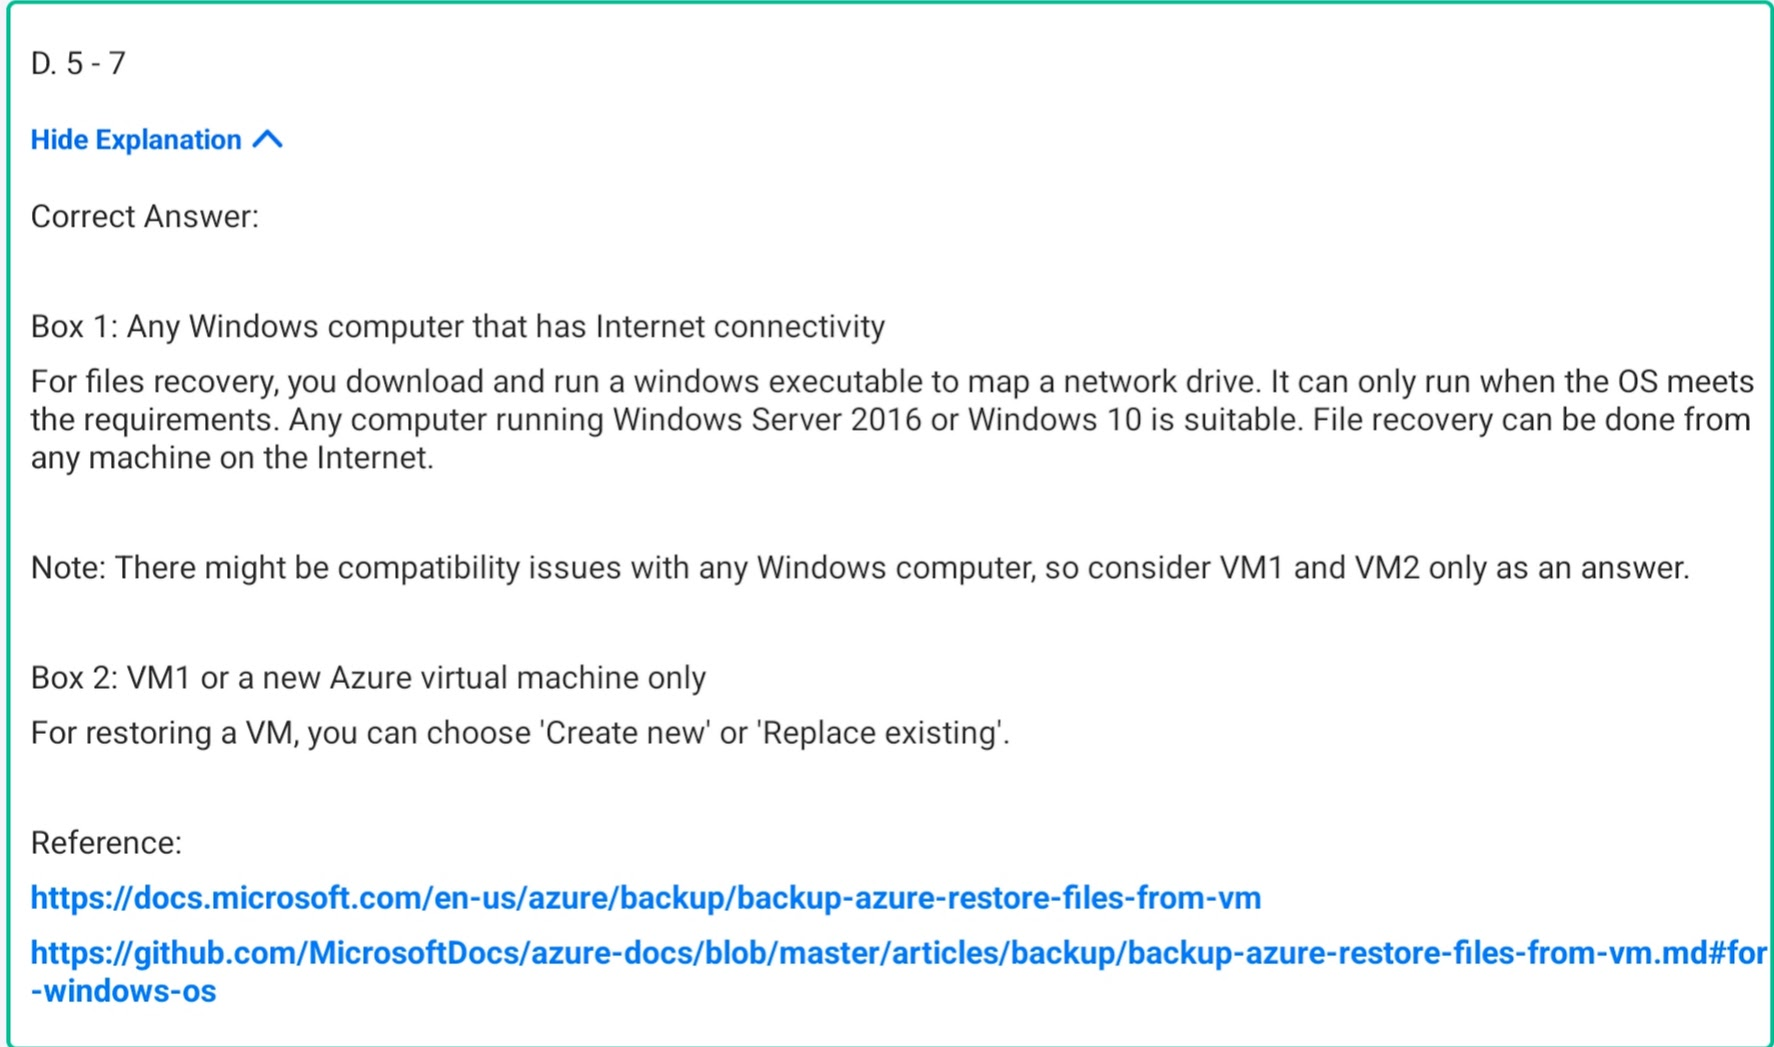 D. 5 - 7
Hide Explanation
Correct Answer:
Box 1: Any Windows computer that has Internet connectivity
For files recovery, you download and run a windows executable to map a network drive. It can only run when the OS meets
the requirements. Any computer running Windows Server 2016 or Windows 10 is suitable. File recovery can be done from
any machine on the Internet.
Note: There might be compatibility issues with any Windows computer, so consider VM1 and VM2 only as an answer.
Box 2: VM1 or a new Azure virtual machine only
For restoring a VM, you can choose 'Create new' or 'Replace existing'.
Reference:
https://docs.microsoft.com/en-us/azure/backup/backup-azure-restore-files-from-vm
https://github.com/MicrosoftDocs/azure-docs/blob/master/articles/backup/backup-azure-restore-files-from-vm.md#for
-windows-os